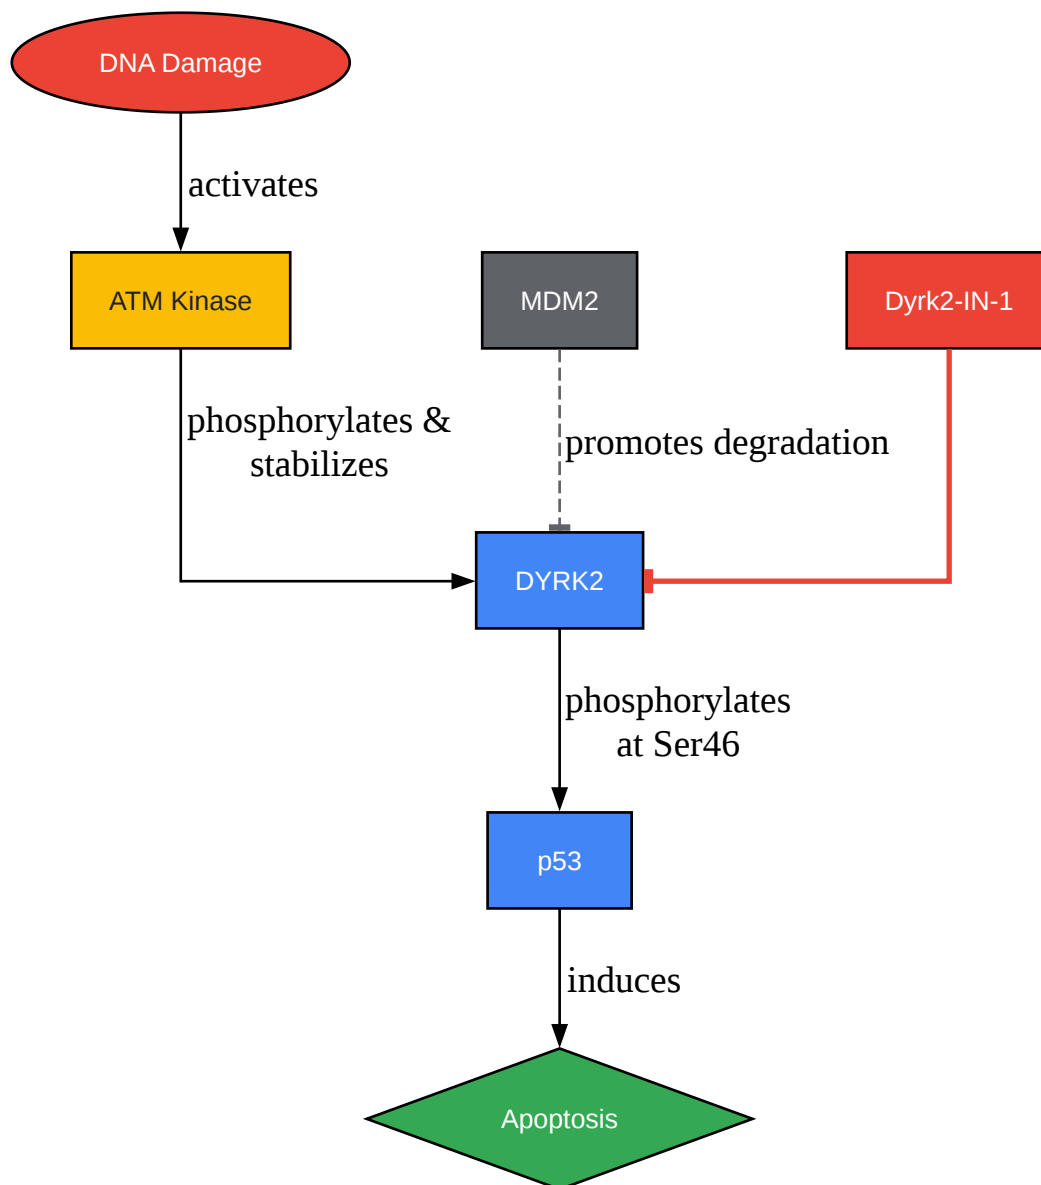 DNA Damage
activates
ATM Kinase
MDM2
Dyrk2-IN-1
phosphorylates &
stabilizes
promotes degradation
DYRK2
phosphorylates
at Ser46
p53
induces
Apoptosis